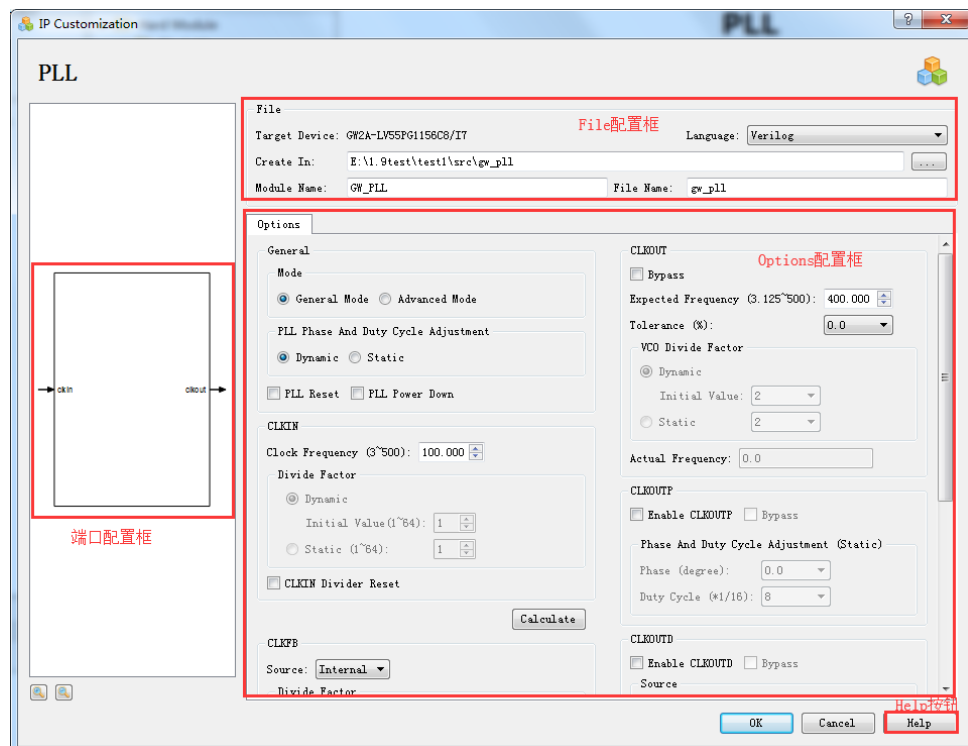 IP Customization
PLL
PLL
File
Target Device: GW2A-LV55PG1156C8/I7
File配置框
Language: Verilog
Create In: E:\1.9test\test1\src\gw_pll
...
Module Name: GW_PLL
File Name: gw_pll
Options
General
Mode
General Mode
Advanced Mode
PLL Phase And Duty Cycle Adjustment
Dynamic
Static
PLL Reset
PLL Power Down
CLKIN
Clock Frequency (3~500): 100.000
Divide Factor
Dynamic
Initial Value(1~64): 1
Static (1~64): 1
CLKIN Divider Reset
Calculate
CLKFB
Source: Internal
Divide Factor
CLKOUT
Options配置框
Bypass
Expected Frequency (3.125~500): 400.000
Tolerance (%): 0.0
VCO Divide Factor
Dynamic
Initial Value: 2
Static 2
Actual Frequency: 0.0
CLKOUTP
Enable CLKOUTP
Bypass
Phase And Duty Cycle Adjustment (Static)
Phase (degree): 0.0
Duty Cycle (*1/16): 8
CLKOUTD
Enable CLKOUTD
Bypass
Source
clkin
clkout
端口配置框
Help按钮
OK
Cancel
Help